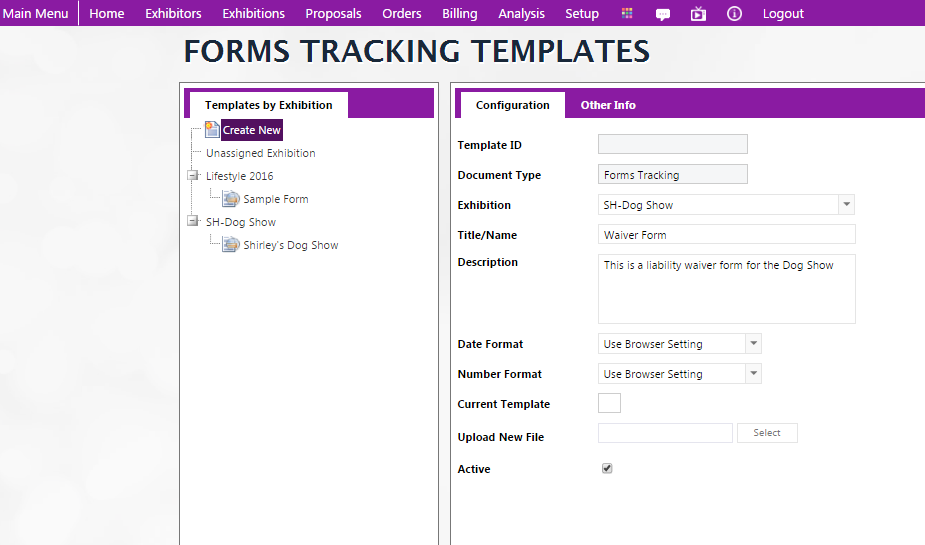 Main Menu Home Exhibitors Exhibitions Proposals Orders Billing Analysis Setup Logout
FORMS TRACKING TEMPLATES
Templates by Exhibition
Create New
Unassigned Exhibition
Lifestyle 2016
Sample Form
SH-Dog Show
Shirley's Dog Show
Configuration Other Info
Template ID
Document Type Forms Tracking
Exhibition SH-Dog Show
Title/Name Waiver Form
Description This is a liability waiver form for the Dog Show
Date Format Use Browser Setting
Number Format Use Browser Setting
Current Template
Upload New File Select
Active